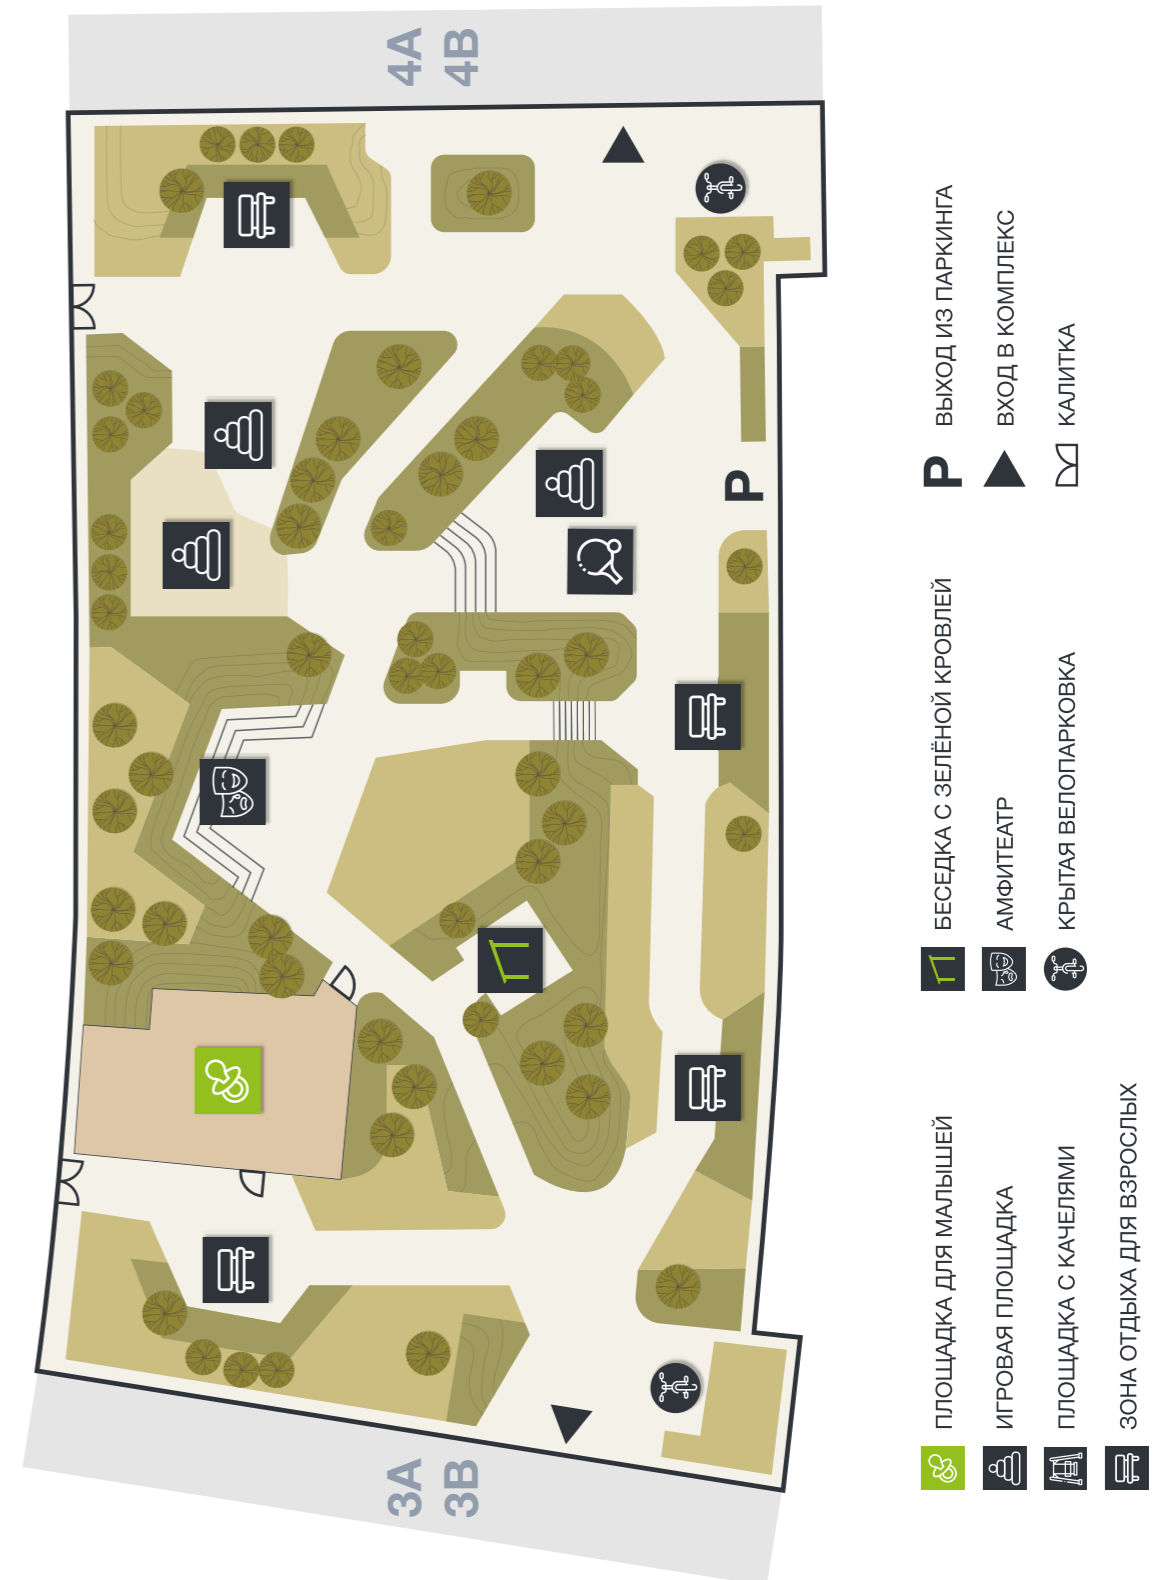 3А
3В
4А
4В
Р
ПЛОЩАДКА ДЛЯ МАЛЫШЕЙ
ИГРОВАЯ ПЛОЩАДКА
ПЛОЩАДКА С КАЧЕЛЯМИ
ЗОНА ОТДЫХА ДЛЯ ВЗРОСЛЫХ
БЕСЕДКА С ЗЕЛЁНОЙ КРОВЛЕЙ
АМФИТЕАТР
КРЫТАЯ ВЕЛОПАРКОВКА
Р ВЫХОД ИЗ ПАРКИНГА
ВХОД В КОМПЛЕКС
КАЛИТКА